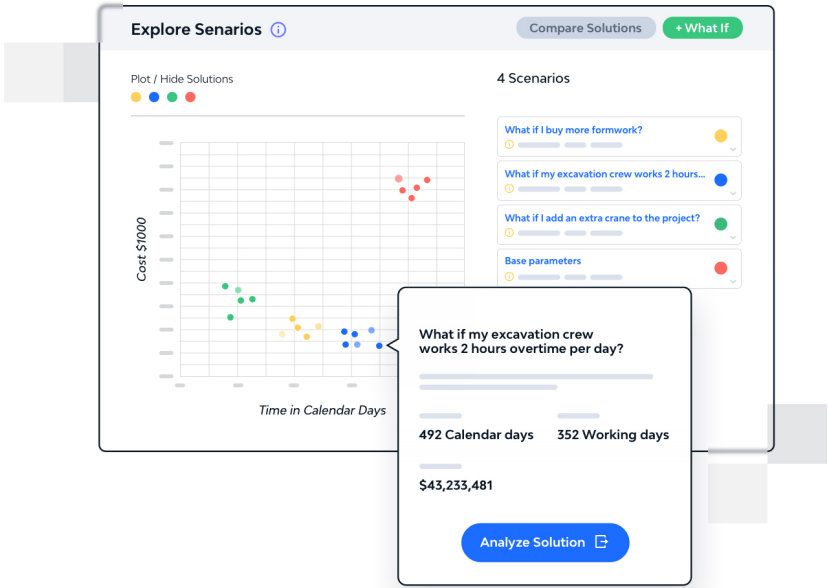 Explore Senarios
Compare Solutions
+ What If
Plot / Hide Solutions
4 Scenarios
What if I buy more formwork?
What if my excavation crew works 2 hours...
What if I add an extra crane to the project?
Base parameters
Cost $1000
Time in Calendar Days
What if my excavation crew
works 2 hours overtime per day?
492 Calendar days
352 Working days
$43,233,481
Analyze Solution